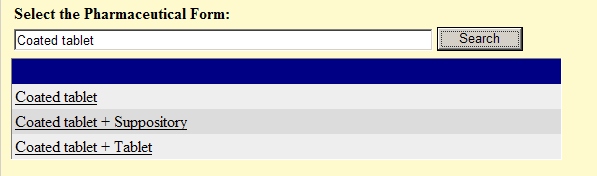 Select the Pharmaceutical Form:
Coated tablet
Search
Coated tablet
Coated tablet + Suppository
Coated tablet + Tablet